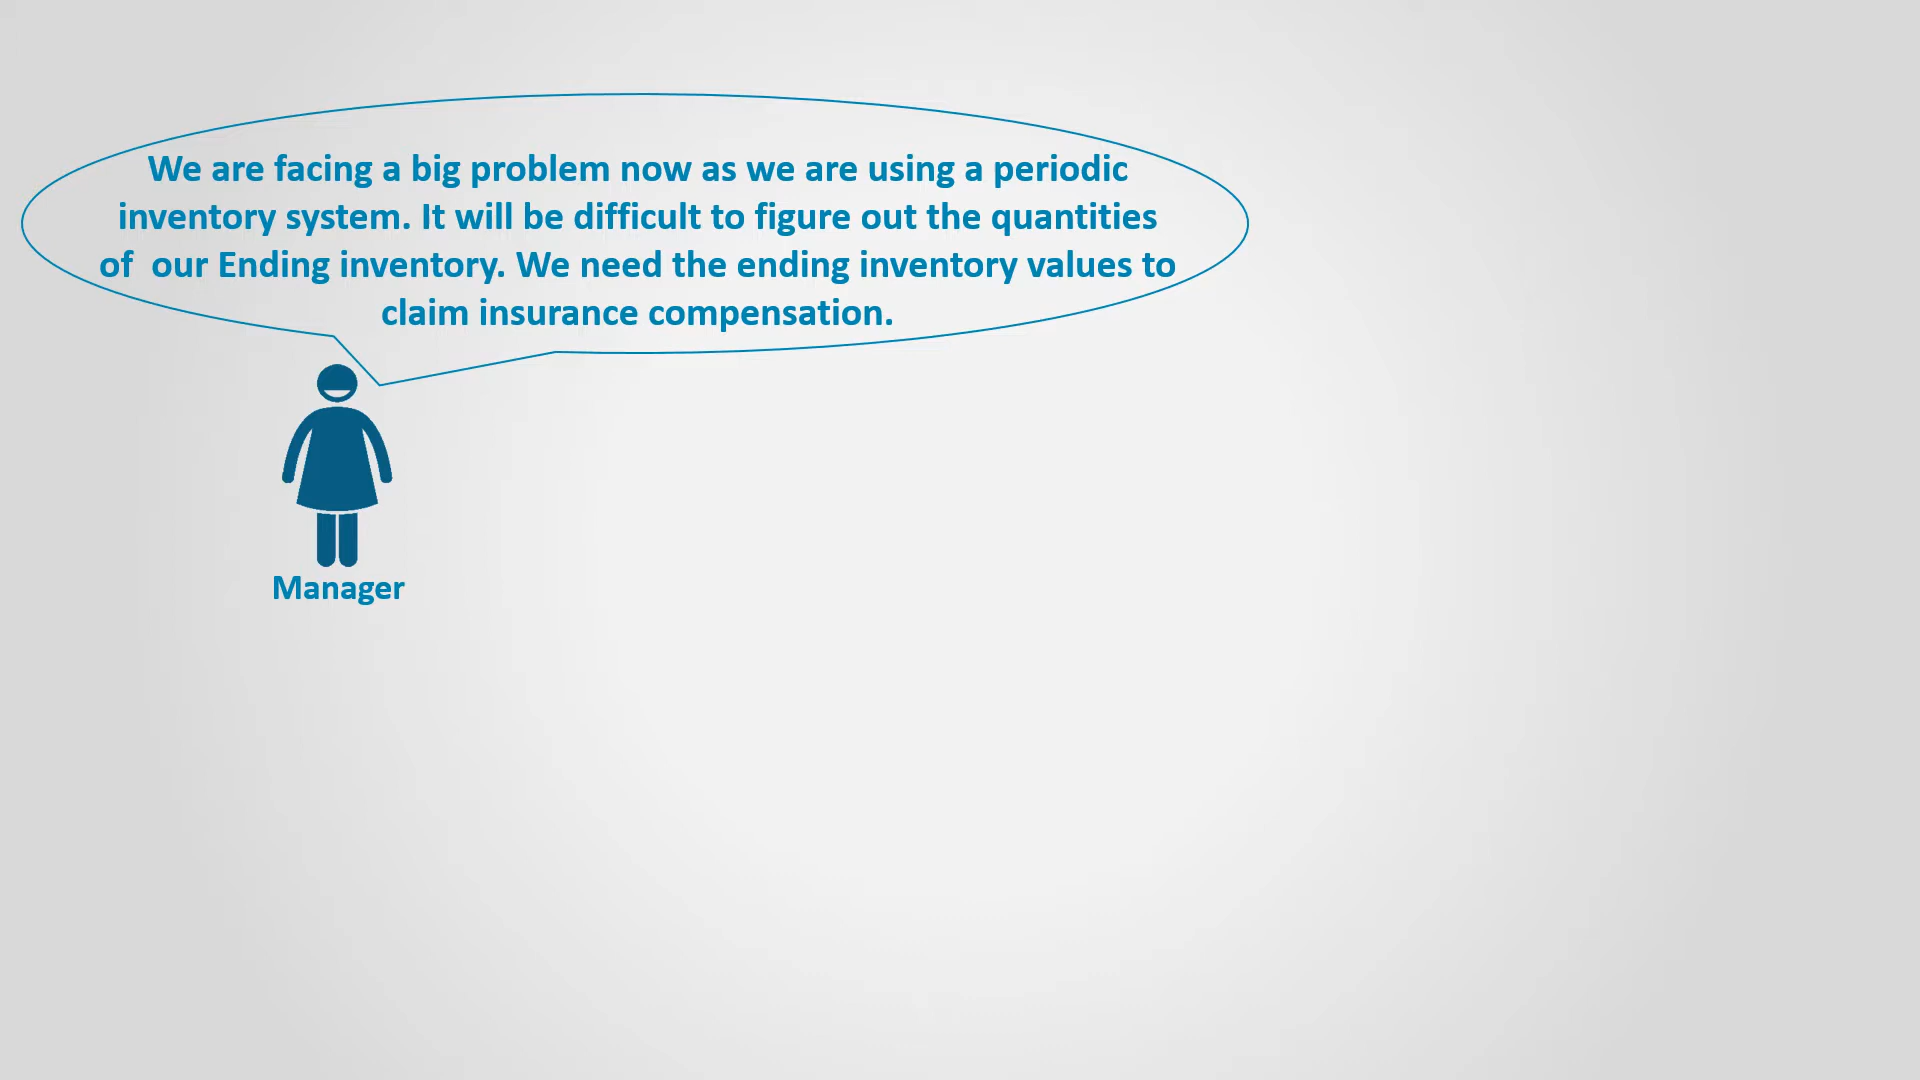 We are facing a big problem now as we are using a periodic
inventory system. It will be difficult to figure out the quantities
of  our Ending inventory. We need the ending inventory values to
claim insurance compensation.
Manager